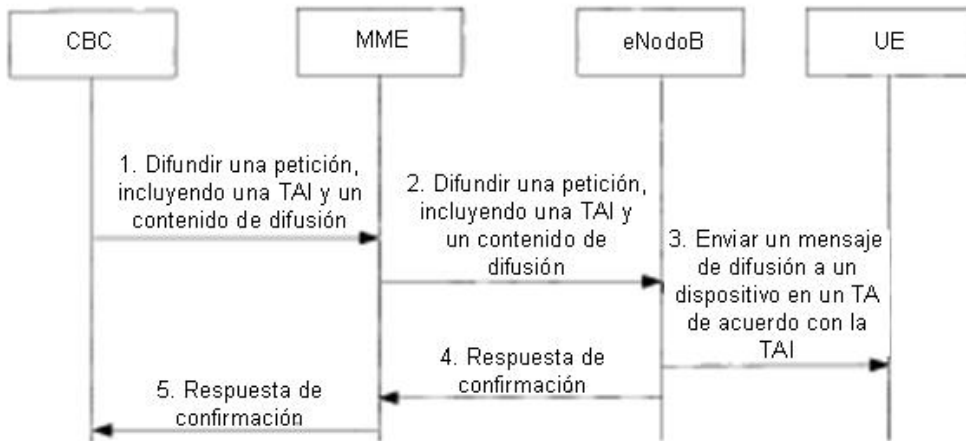 CBC
MME
eNodoB
UE
1. Difundir una petición,
incluyendo una TAI y un
contenido de difusión
2. Difundir una petición,
incluyendo una TAI y
un contenido de
difusión
3. Enviar un mensaje
de difusión a un
dispositivo en un TA
de acuerdo con la
TAI
4. Respuesta de
confirmación
5. Respuesta de
confirmación